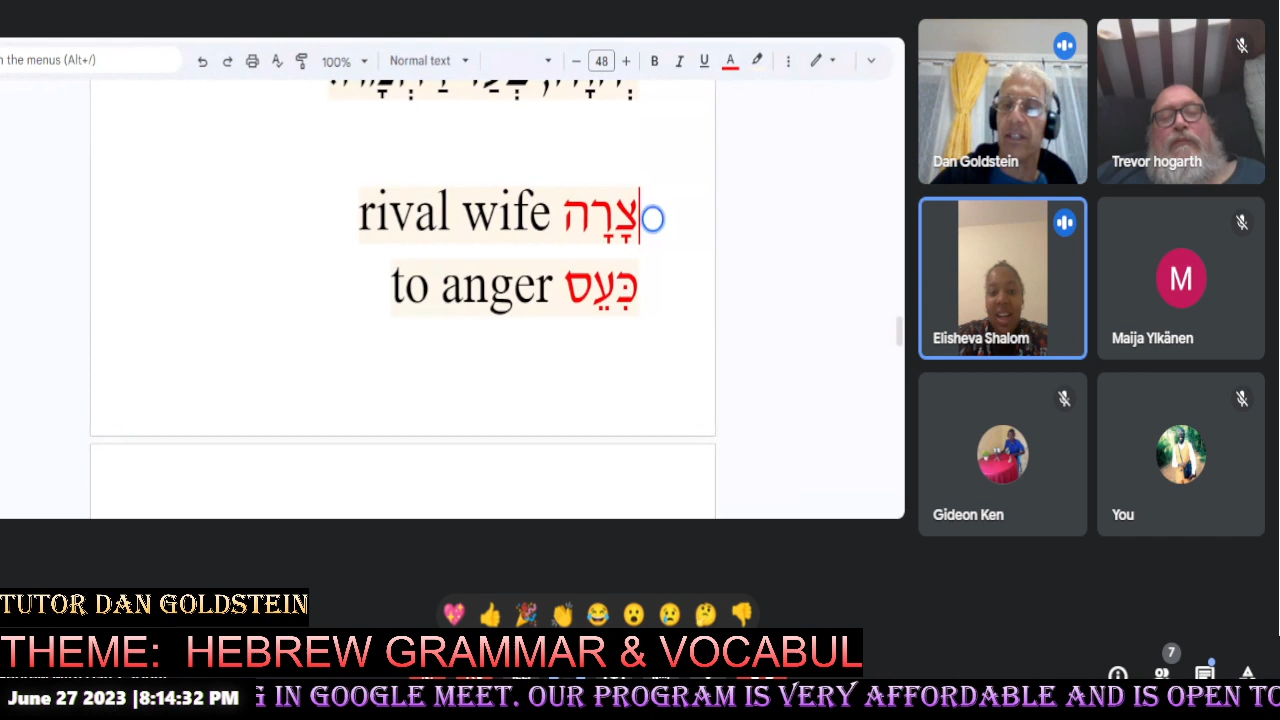 n the menus (Alt+/)
100%
Normal text
48
B I U A
rival wife צָרָה
to anger כִּעֵס
Dan Goldstein
Trevor hogarth
Elisheva Shalom
M
Maija Ylkänen
Gideon Ken
You
TUTOR DAN GOLDSTEIN
THEME: HEBREW GRAMMAR & VOCABUL
7
June 27 2023 |8:14:32 PM
G IN GOOGLE MEET. OUR PROGRAM IS VERY AFFORDABLE AND IS OPEN TO